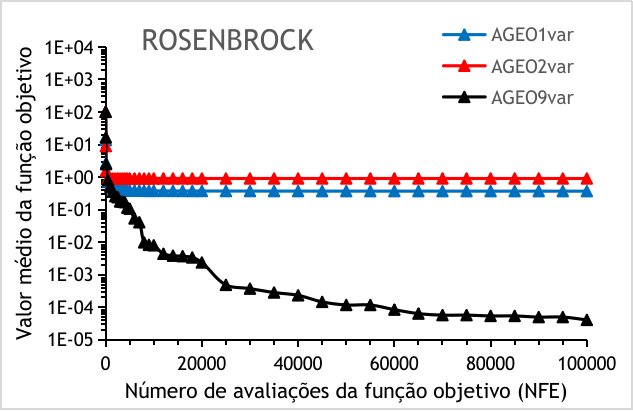 ROSENBROCK
AGEO1var
AGEO2var
AGEO9var
Valor médio da função objetivo
1E+04
1E+03
1E+02
1E+01
1E+00
1E-01
1E-02
1E-03
1E-04
1E-05
0 20000 40000 60000 80000 100000
Número de avaliações da função objetivo (NFE)